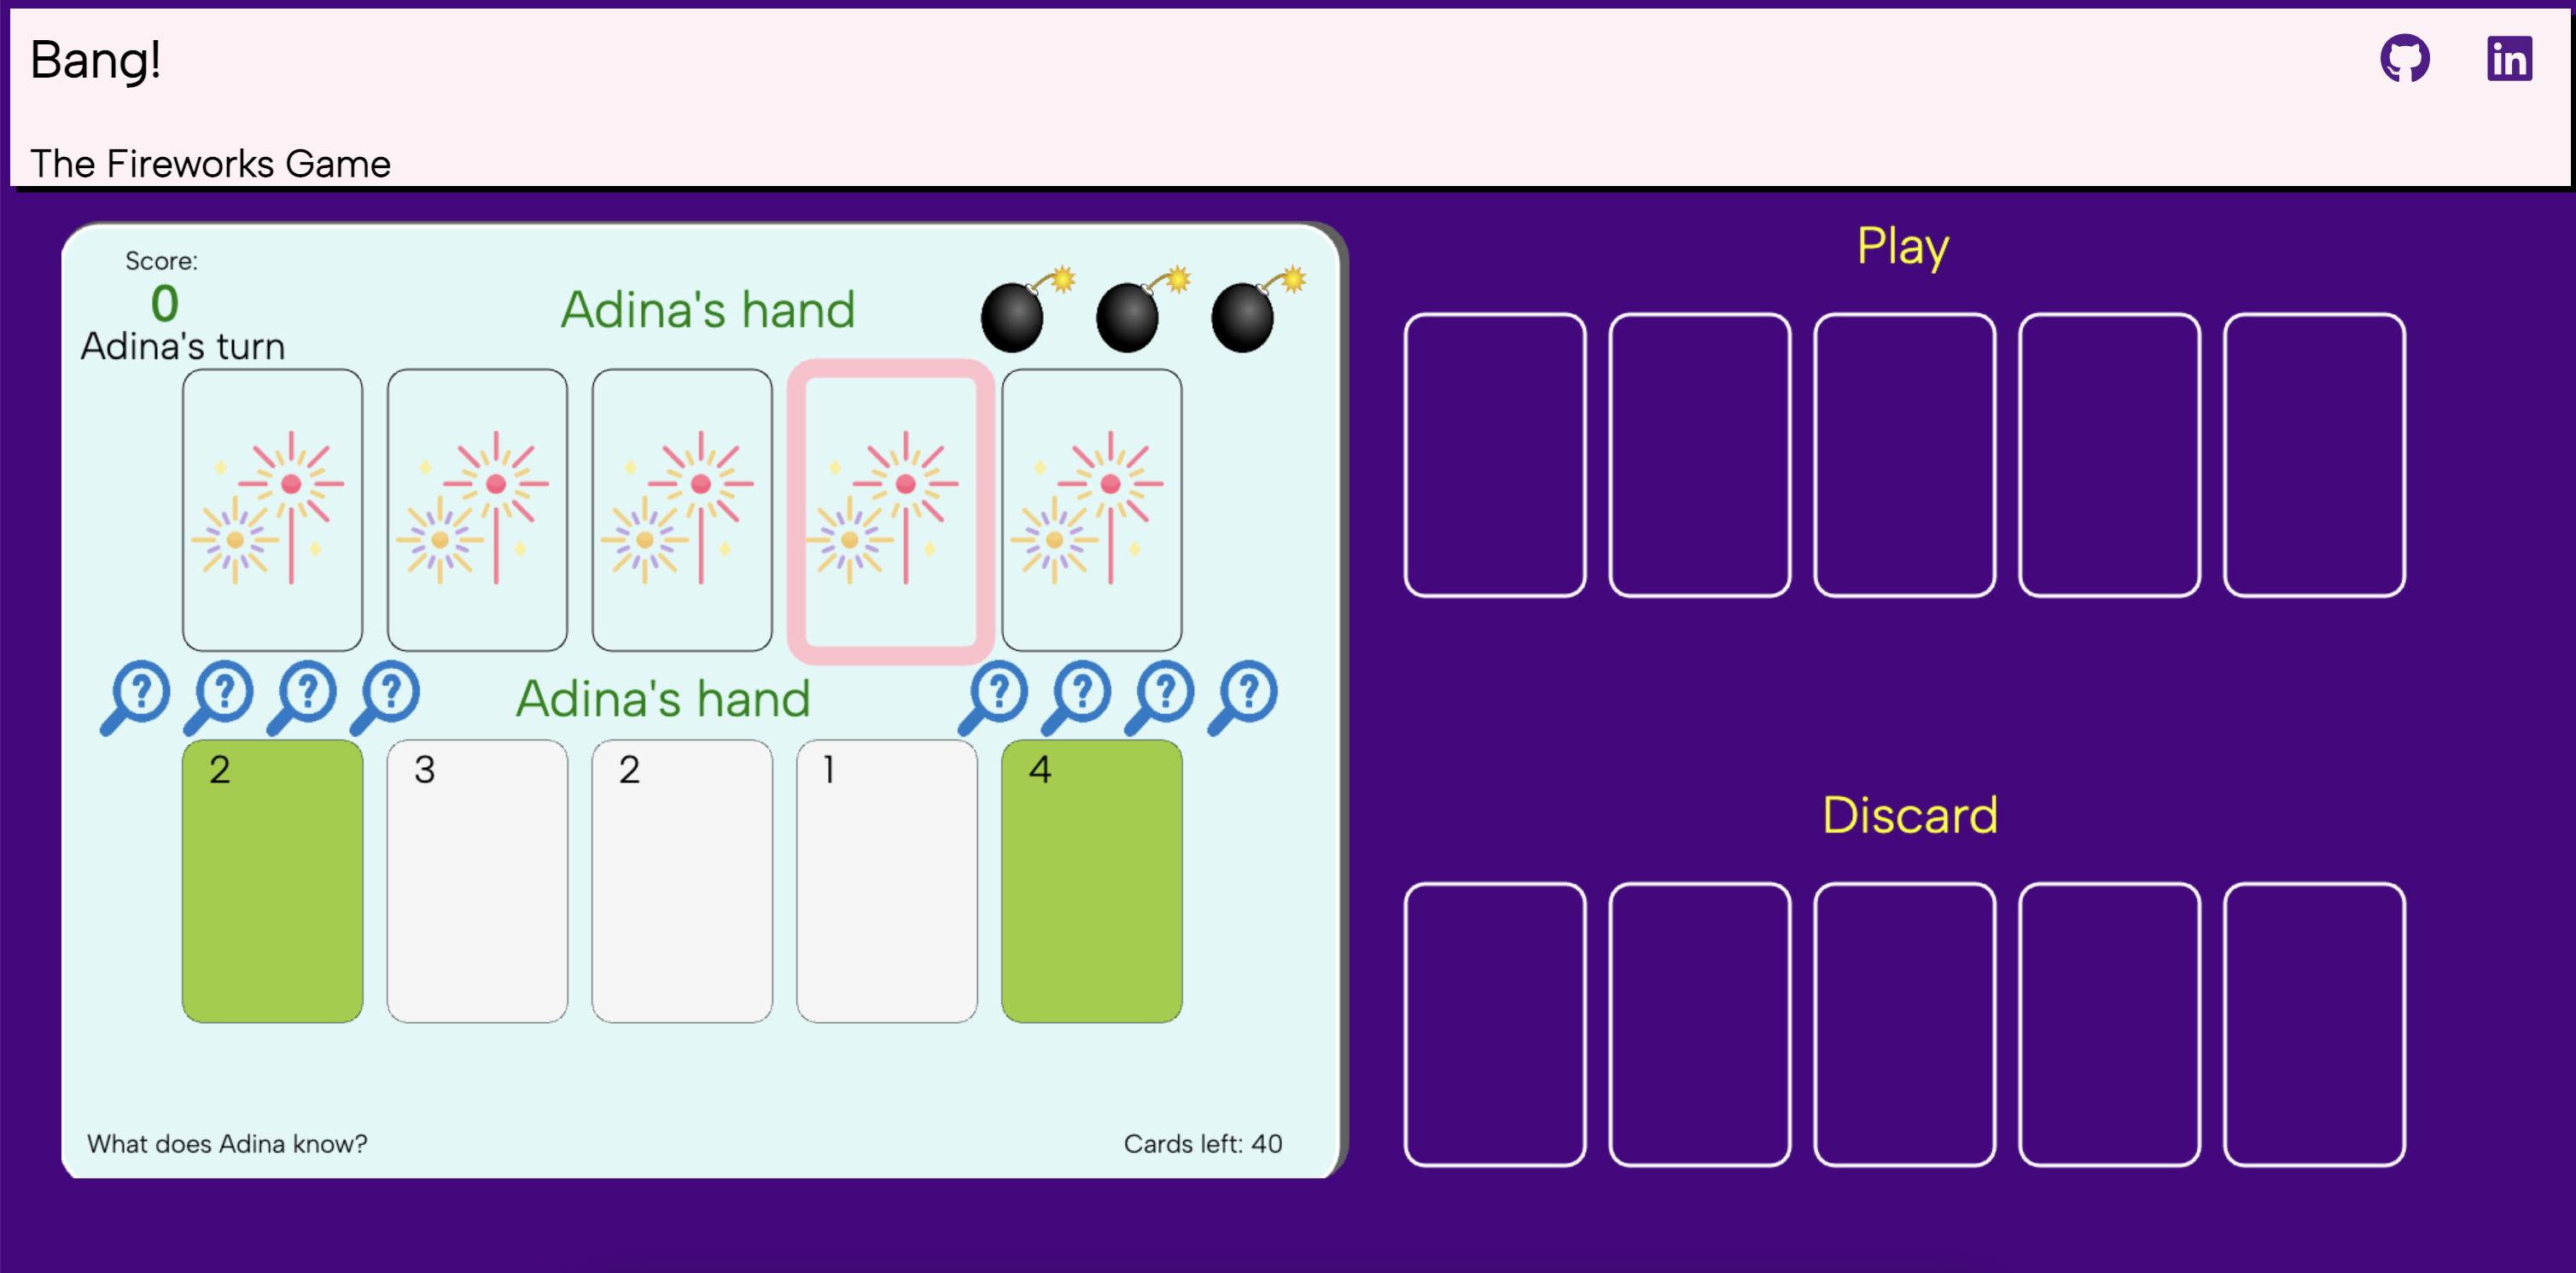 Bang!
in
The Fireworks Game
Score:
0
Adina's turn
Adina's hand
? ? ? ?
Adina's hand
? ? ? ?
2
3
2
1
4
What does Adina know?
Cards left: 40
Play
Discard